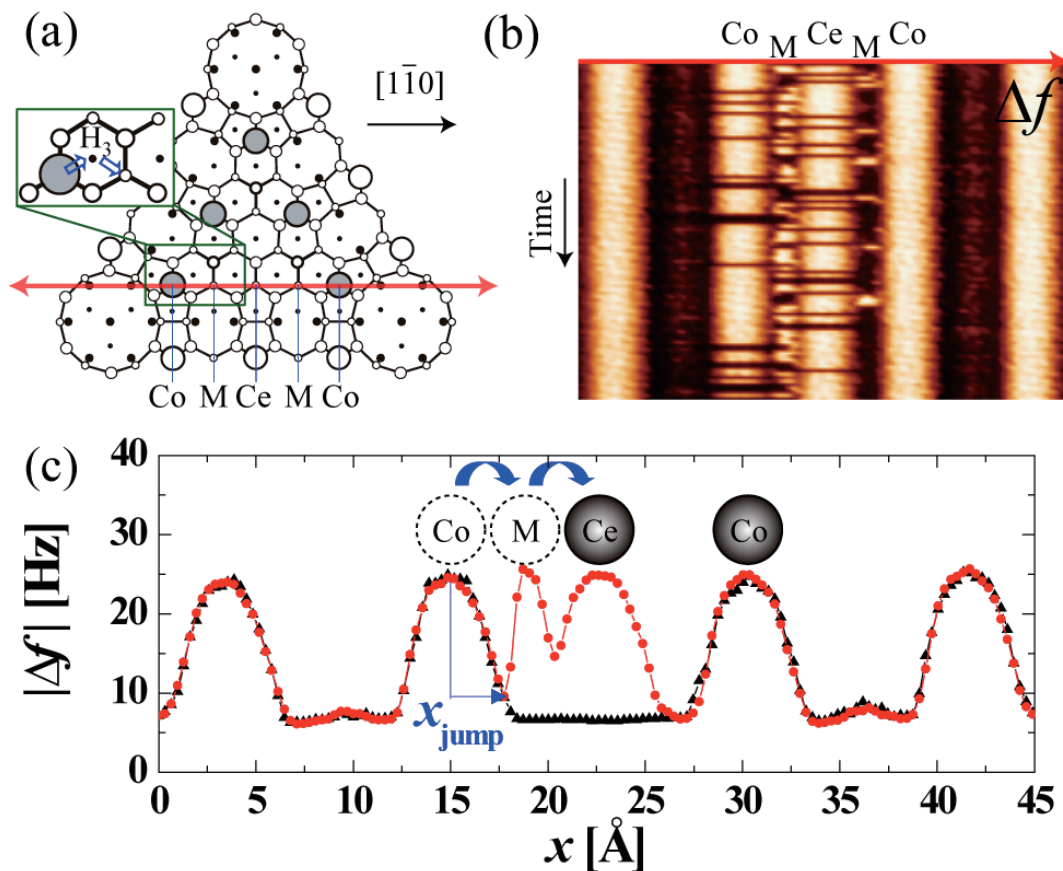 (a)
[11̄0]
H₃
Co M Ce M Co
(b)
Co M Ce M Co
Δf
Time
(c)
|Δf| [Hz]
40
30
20
10
0
Co M Ce Co
x_jump
0 5 10 15 20 25 30 35 40 45
x [Å]